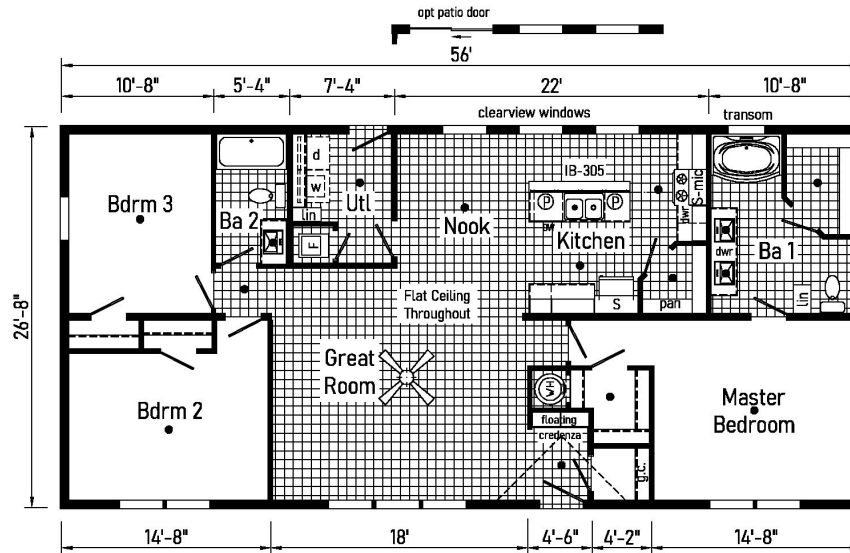 opt patio door
56'
10'-8"
5'-4"
7'-4"
22'
10'-8"
clearview windows
transom
26'-8"
Bdrm 3
Ba 2
d
w
lin
F
Utl
Nook
IB-305
P
P
Kitchen
S-mic
dwr
dwr
Ba 1
lin
S
pan
Flat Ceiling
Throughout
Great
Room
Bdrm 2
WH
floating
credenza
g.c.
Master
Bedroom
14'-8"
18'
4'-6"
4'-2"
14'-8"